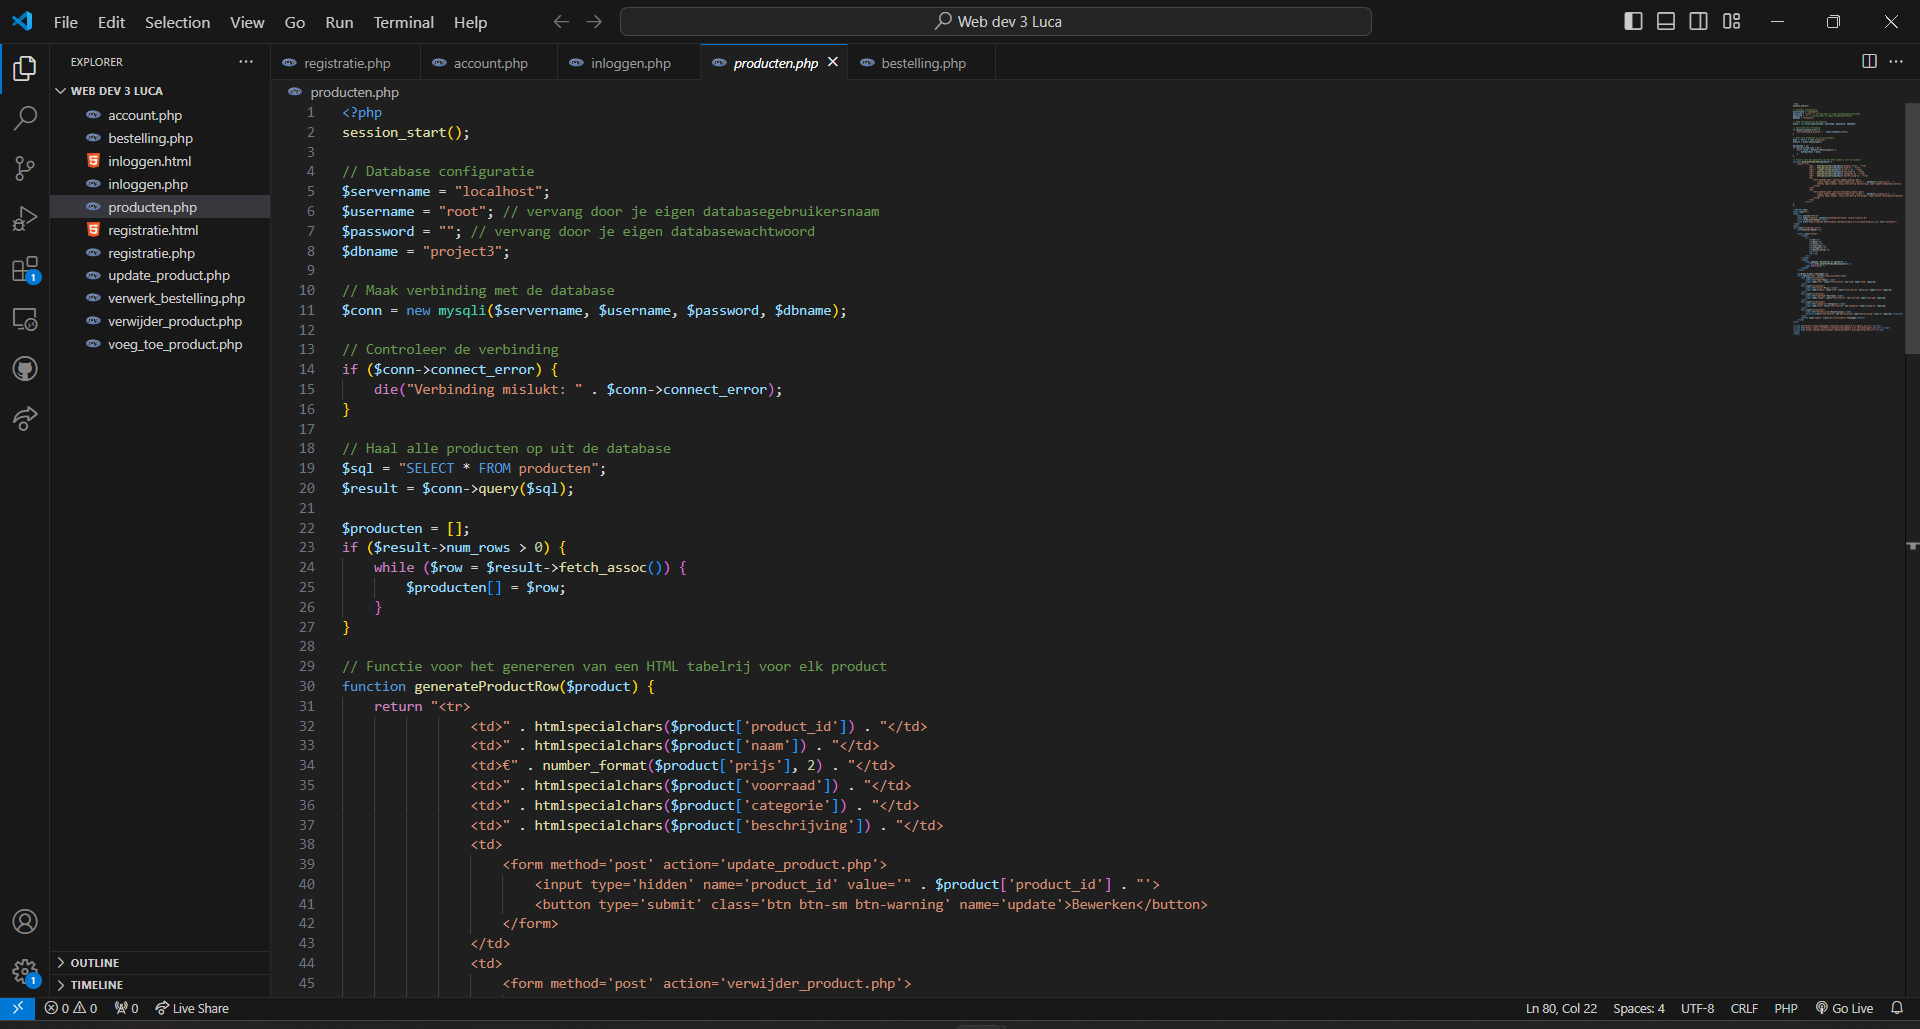 File Edit Selection View Go Run Terminal Help
Web dev 3 Luca
EXPLORER
registratie.php
account.php
inloggen.php
producten.php
bestelling.php
WEB DEV 3 LUCA
account.php
bestelling.php
inloggen.html
inloggen.php
producten.php
registratie.html
registratie.php
update_product.php
verwerk_bestelling.php
verwijder_product.php
voeg_toe_product.php
1
1
OUTLINE
TIMELINE
producten.php
1 <?php
2 session_start();
3
4 // Database configuratie
5 $servername = "localhost";
6 $username = "root"; // vervang door je eigen databasegebruikersnaam
7 $password = ""; // vervang door je eigen databasewachtwoord
8 $dbname = "project3";
9
10 // Maak verbinding met de database
11 $conn = new mysqli($servername, $username, $password, $dbname);
12
13 // Controleer de verbinding
14 if ($conn->connect_error) {
15 die("Verbinding mislukt: " . $conn->connect_error);
16 }
17
18 // Haal alle producten op uit de database
19 $sql = "SELECT * FROM producten";
20 $result = $conn->query($sql);
21
22 $producten = [];
23 if ($result->num_rows > 0) {
24 while ($row = $result->fetch_assoc()) {
25 $producten[] = $row;
26 }
27 }
28
29 // Functie voor het genereren van een HTML tabelrij voor elk product
30 function generateProductRow($product) {
31 return "<tr>
32 <td>" . htmlspecialchars($product['product_id']) . "</td>
33 <td>" . htmlspecialchars($product['naam']) . "</td>
34 <td>€" . number_format($product['prijs'], 2) . "</td>
35 <td>" . htmlspecialchars($product['voorraad']) . "</td>
36 <td>" . htmlspecialchars($product['categorie']) . "</td>
37 <td>" . htmlspecialchars($product['beschrijving']) . "</td>
38 <td>
39 <form method='post' action='update_product.php'>
40 <input type='hidden' name='product_id' value='" . $product['product_id'] . "'>
41 <button type='submit' class='btn btn-sm btn-warning' name='update'>Bewerken</button>
42 </form>
43 </td>
44 <td>
45 <form method='post' action='verwijder_product.php'>
0 0 0 Live Share
Ln 80, Col 22 Spaces: 4 UTF-8 CRLF PHP Go Live